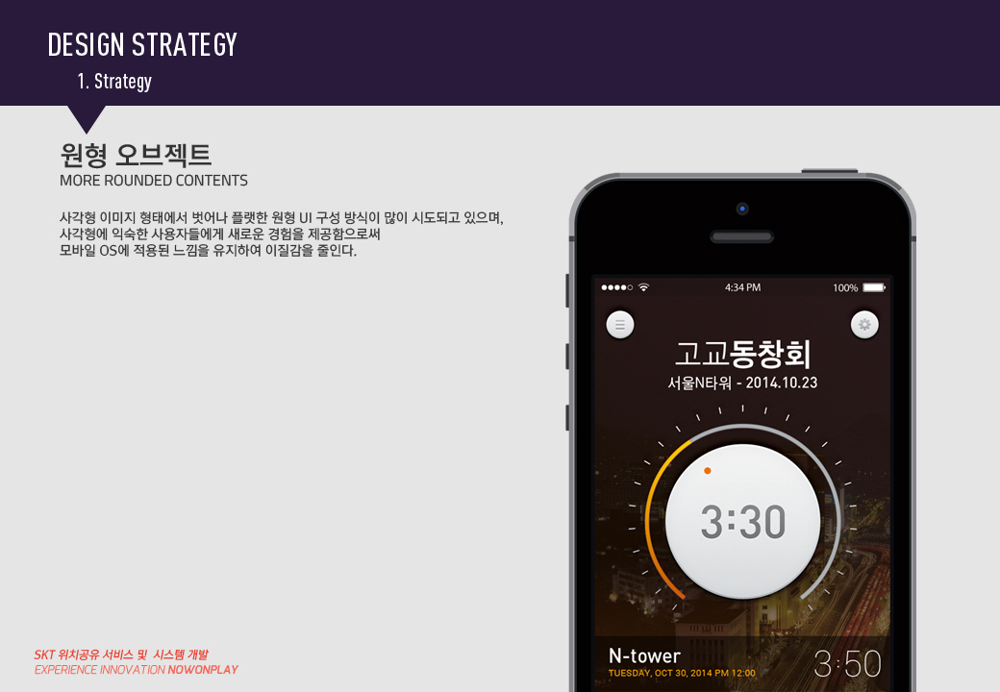 DESIGN STRATEGY
1. Strategy
원형 오브젝트
MORE ROUNDED CONTENTS
사각형 이미지 형태에서 벗어나 플랫한 원형 UI 구성 방식이 많이 시도되고 있으며,
사각형에 익숙한 사용자들에게 새로운 경험을 제공함으로써
모바일 OS에 적용된 느낌을 유지하여 이질감을 줄인다.
4:34 PM
100%
고교동창회
서울N타워 - 2014.10.23
3:30
N-tower
TUESDAY, OCT 30, 2014 PM 12:00
3:50
SKT 위치공유 서비스 및 시스템 개발
EXPERIENCE INNOVATION NOWONPLAY